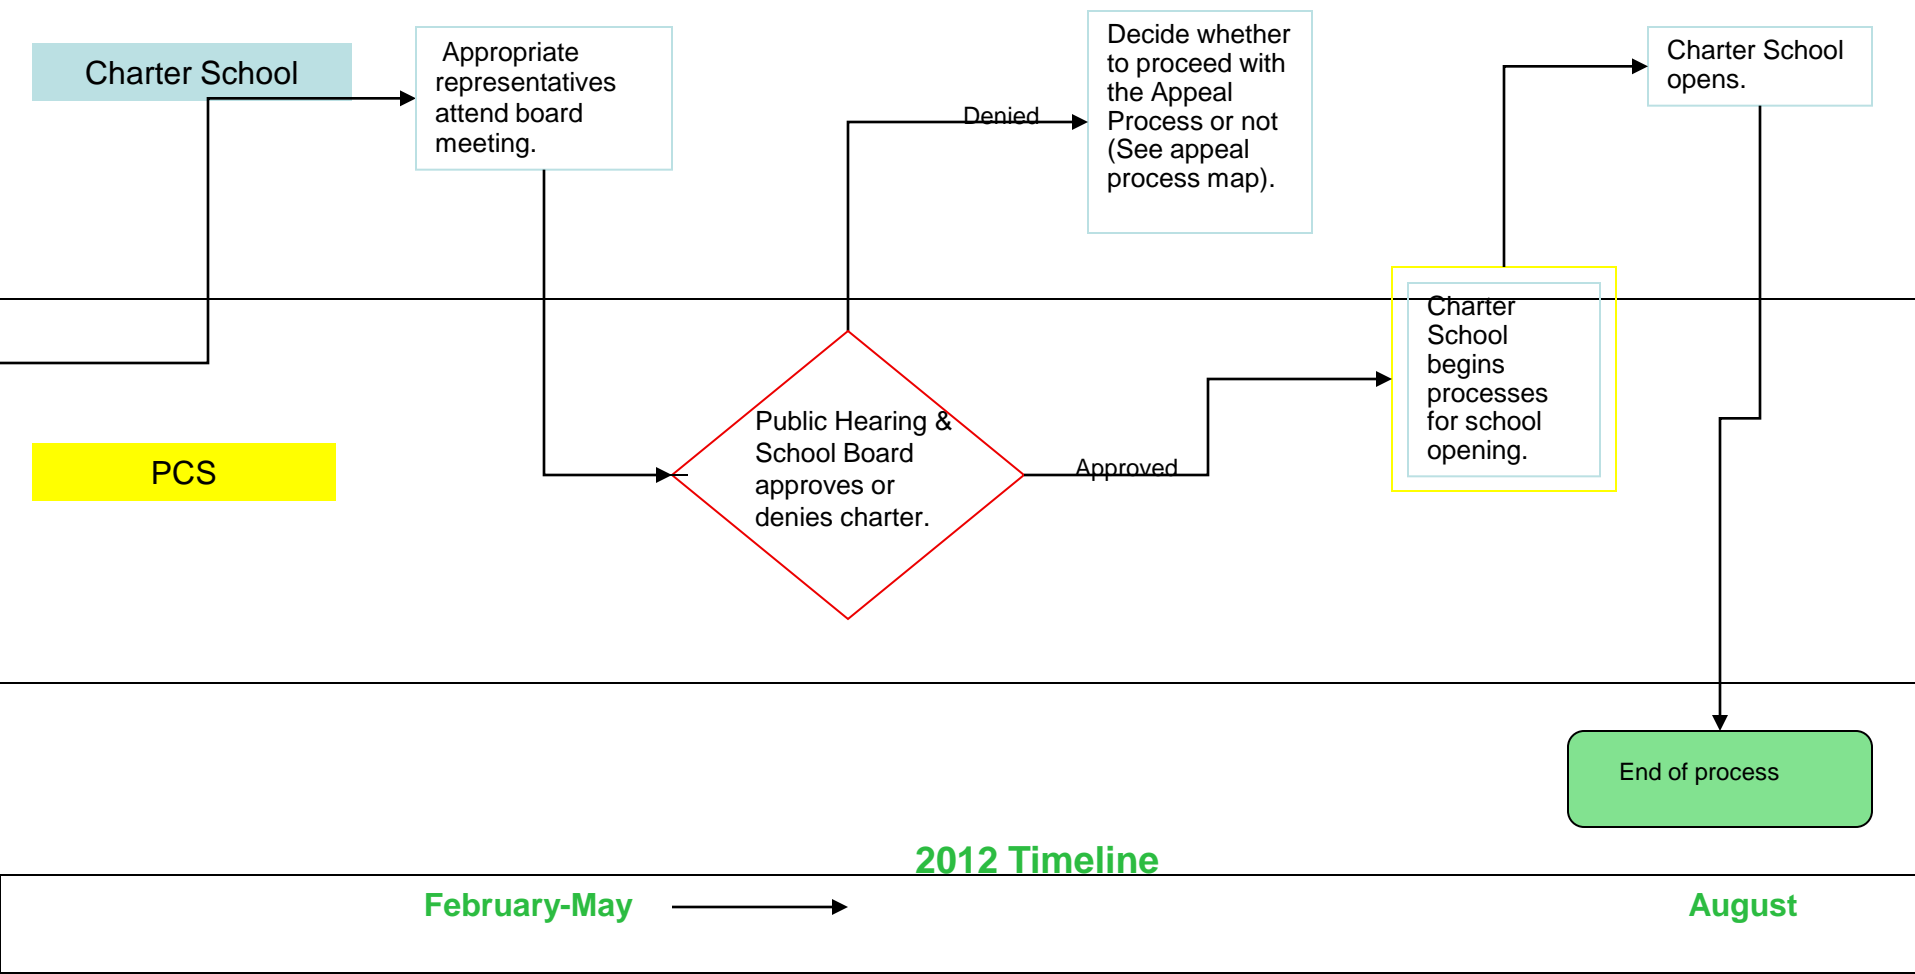 Charter School
Appropriate
representatives
attend board
meeting.
Denied
Decide whether
to proceed with
the Appeal
Process or not
(See appeal
process map).
Charter School
opens.
PCS
Public Hearing &
School Board
approves or
denies charter.
Approved
Charter
School
begins
processes
for school
opening.
End of process
2012 Timeline
February-May
August